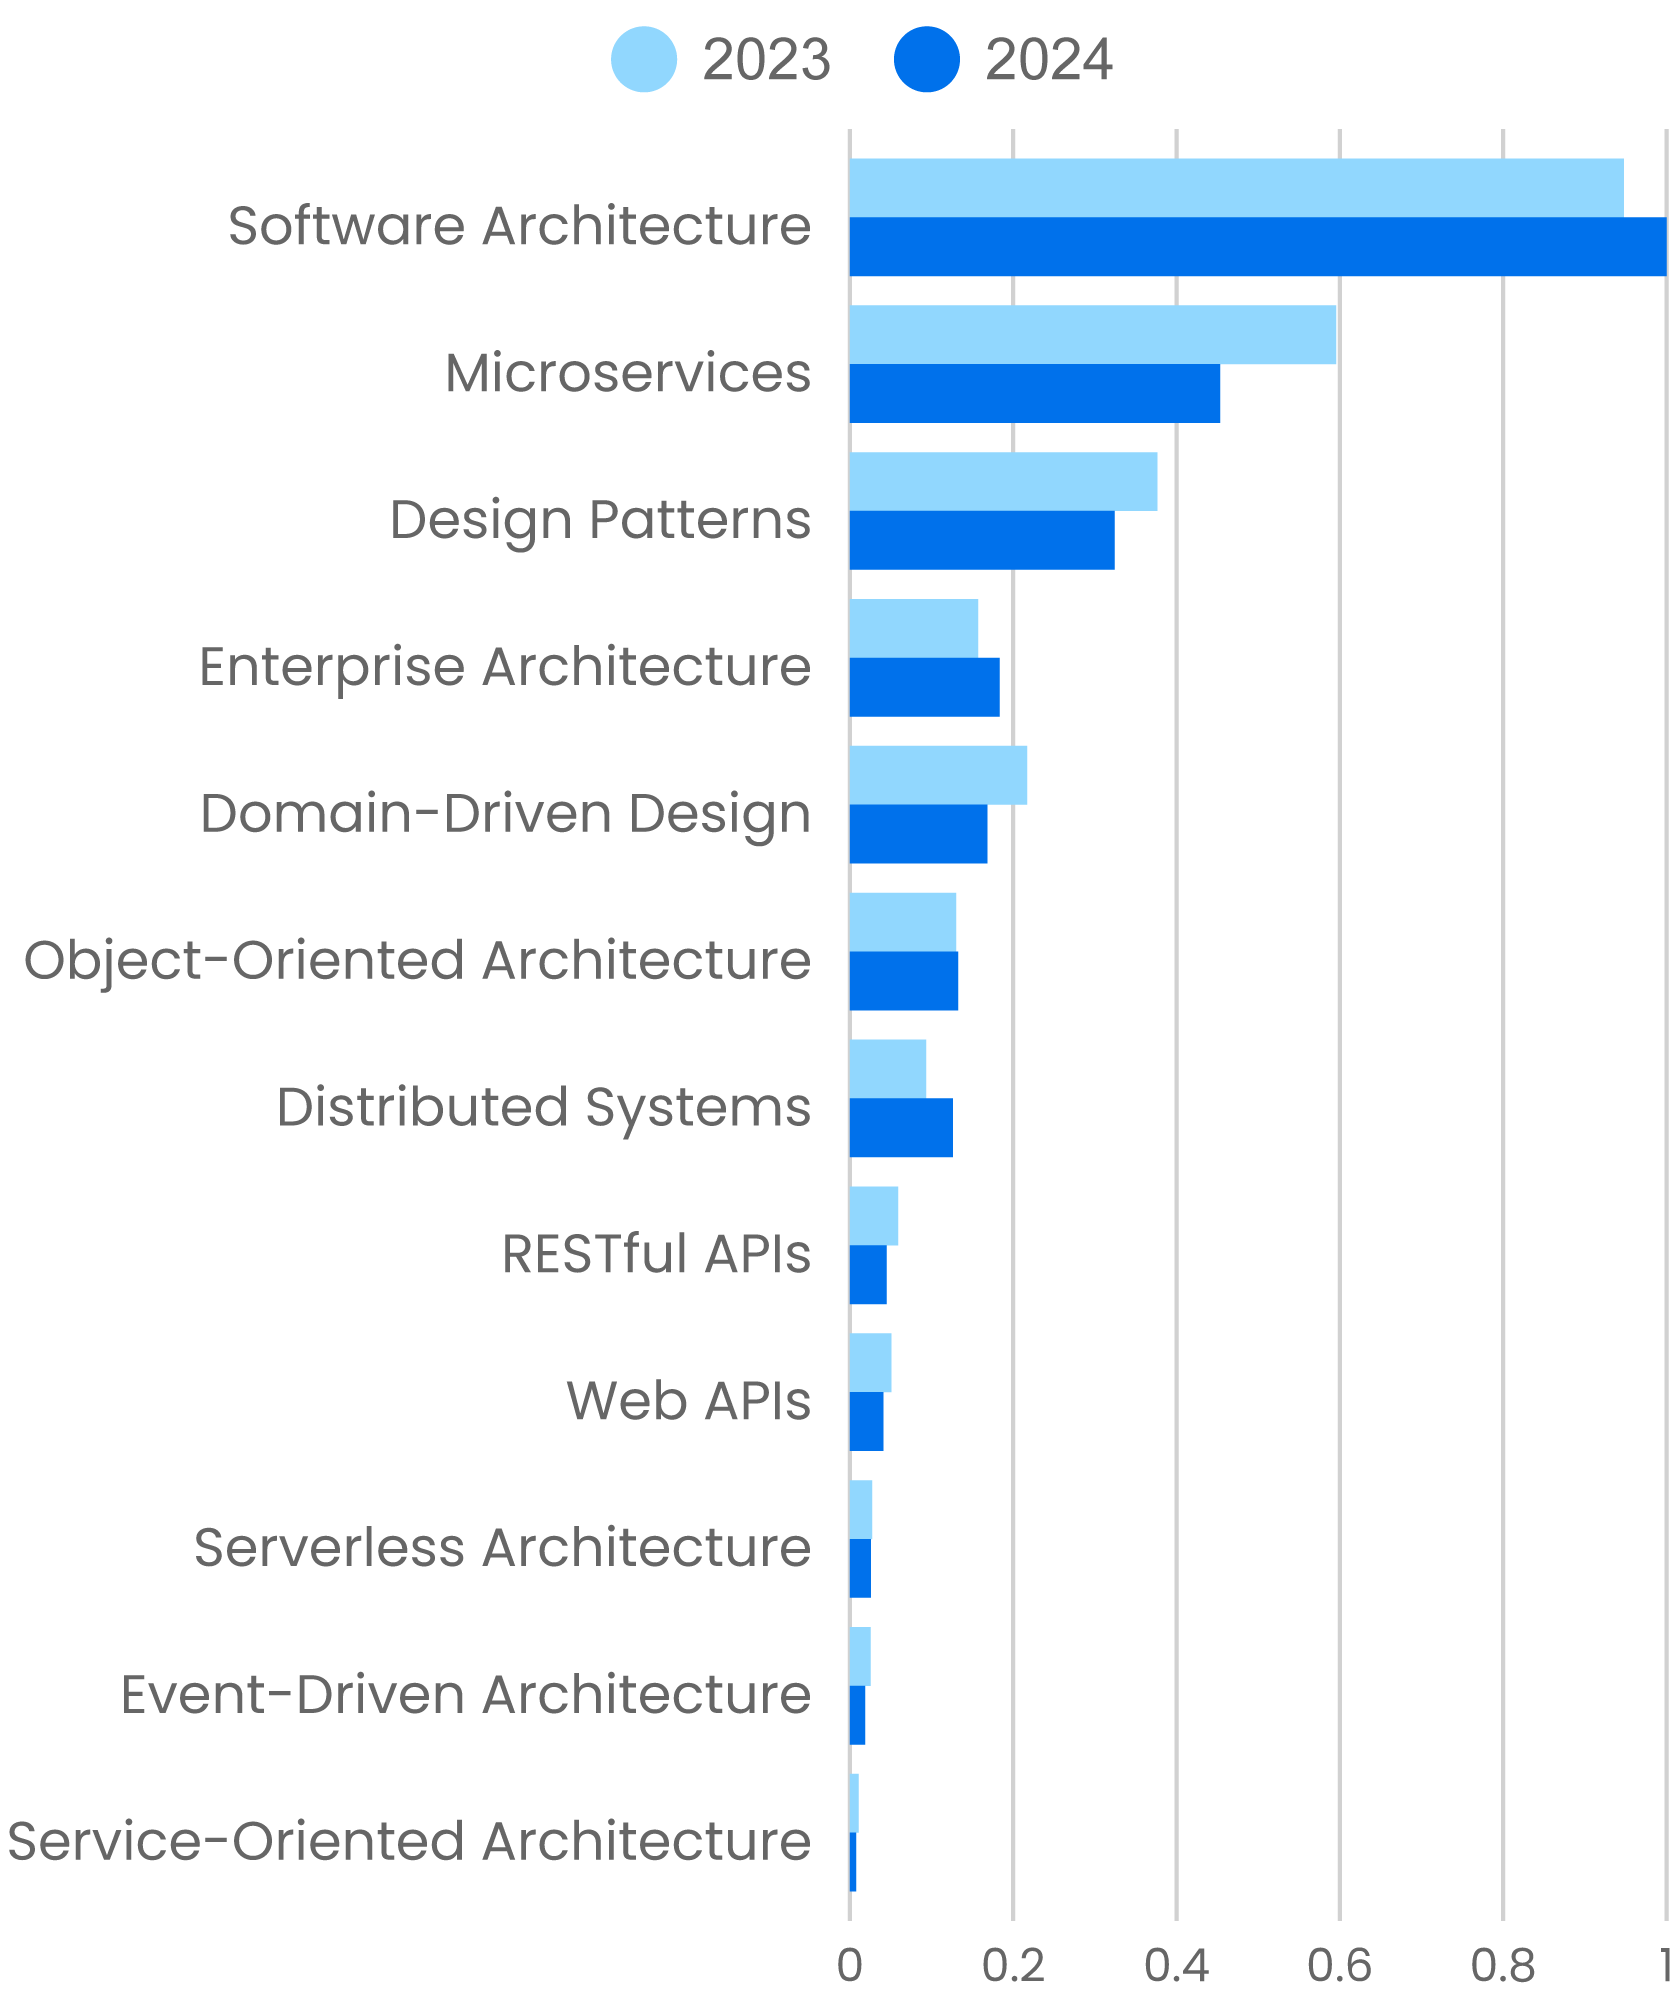 2023 2024
Software Architecture
Microservices
Design Patterns
Enterprise Architecture
Domain-Driven Design
Object-Oriented Architecture
Distributed Systems
RESTful APIs
Web APIs
Serverless Architecture
Event-Driven Architecture
Service-Oriented Architecture
0 0.2 0.4 0.6 0.8 1